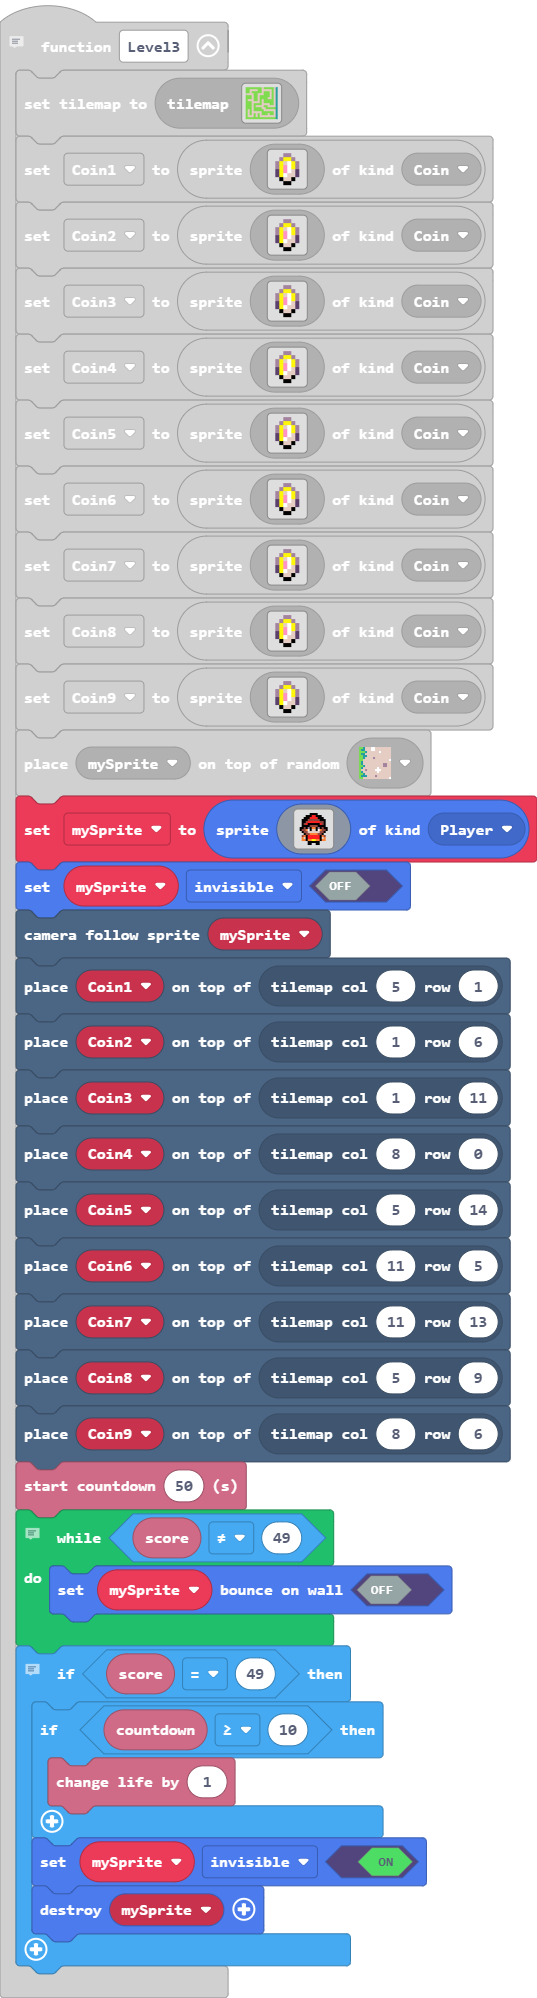 function Level3
set tilemap to tilemap
set Coin1 to sprite of kind Coin
set Coin2 to sprite of kind Coin
set Coin3 to sprite of kind Coin
set Coin4 to sprite of kind Coin
set Coin5 to sprite of kind Coin
set Coin6 to sprite of kind Coin
set Coin7 to sprite of kind Coin
set Coin8 to sprite of kind Coin
set Coin9 to sprite of kind Coin
place mySprite on top of random
set mySprite to sprite of kind Player
set mySprite invisible OFF
camera follow sprite mySprite
place Coin1 on top of tilemap col 5 row 1
place Coin2 on top of tilemap col 1 row 6
place Coin3 on top of tilemap col 1 row 11
place Coin4 on top of tilemap col 8 row 0
place Coin5 on top of tilemap col 5 row 14
place Coin6 on top of tilemap col 11 row 5
place Coin7 on top of tilemap col 11 row 13
place Coin8 on top of tilemap col 5 row 9
place Coin9 on top of tilemap col 8 row 6
start countdown 50 (s)
while score ≠ 49
do set mySprite bounce on wall OFF
if score = 49 then
if countdown ≥ 10 then
change life by 1
set mySprite invisible ON
destroy mySprite